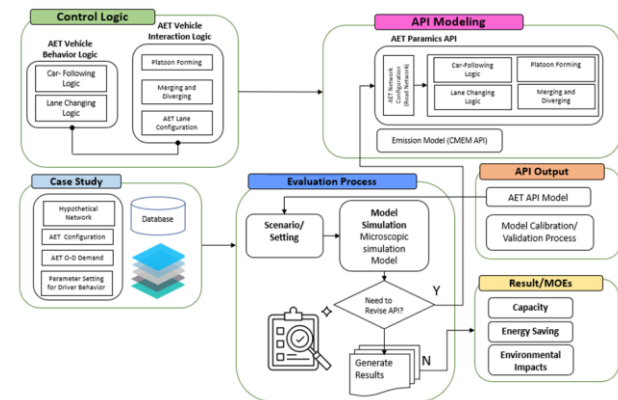 Control Logic
AET Vehicle
Behavior Logic
Car- Following
Logic
Lane Changing
Logic
AET Vehicle
Interaction Logic
Platoon Forming
Merging and
Diverging
AET Lane
Configuration
API Modeling
AET Paramics API
AET Network
Configuration
(Road Network)
Car-Following
Logic
Platoon Forming
Lane Changing
Logic
Merging and
Diverging
Emission Model (CMEM API)
Case Study
Hypothetical
Network
AET Configuration
AET O-D Demand
Parameter Setting
for Driver Behavior
Database
Evaluation Process
Scenario/
Setting
Model
Simulation
Microscopic
simulation
Model
Need to
Revise API?
Y
N
Generate
Results
API Output
AET API Model
Model Calibration/
Validation Process
Result/MOEs
Capacity
Energy Saving
Environmental
Impacts